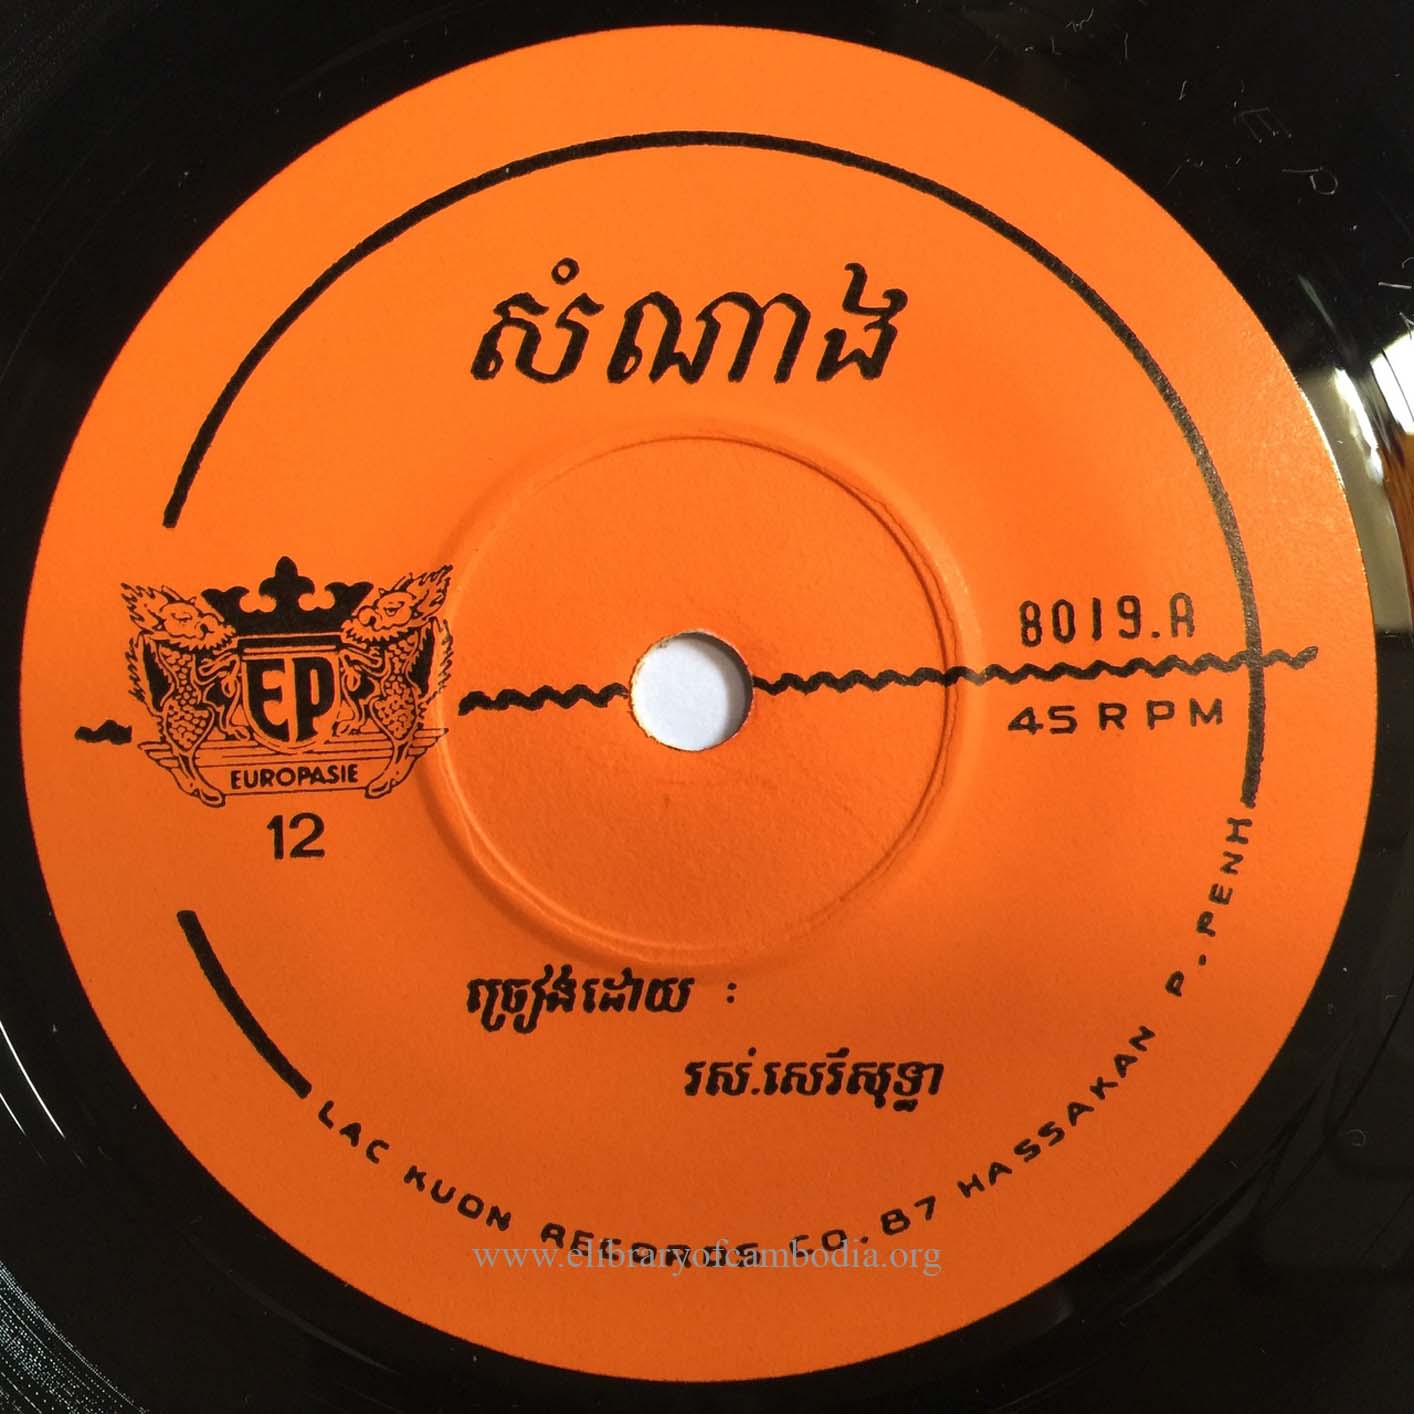 សំណាង
8019.A
45 RPM
EP
EUROPASIE
12
ច្រៀងដោយ :
រស់.សេរីសុទ្ធា
LAC KUON RECORDS CO. 87 HASSAKAN P. PENH
www.elibraryofcambodia.org